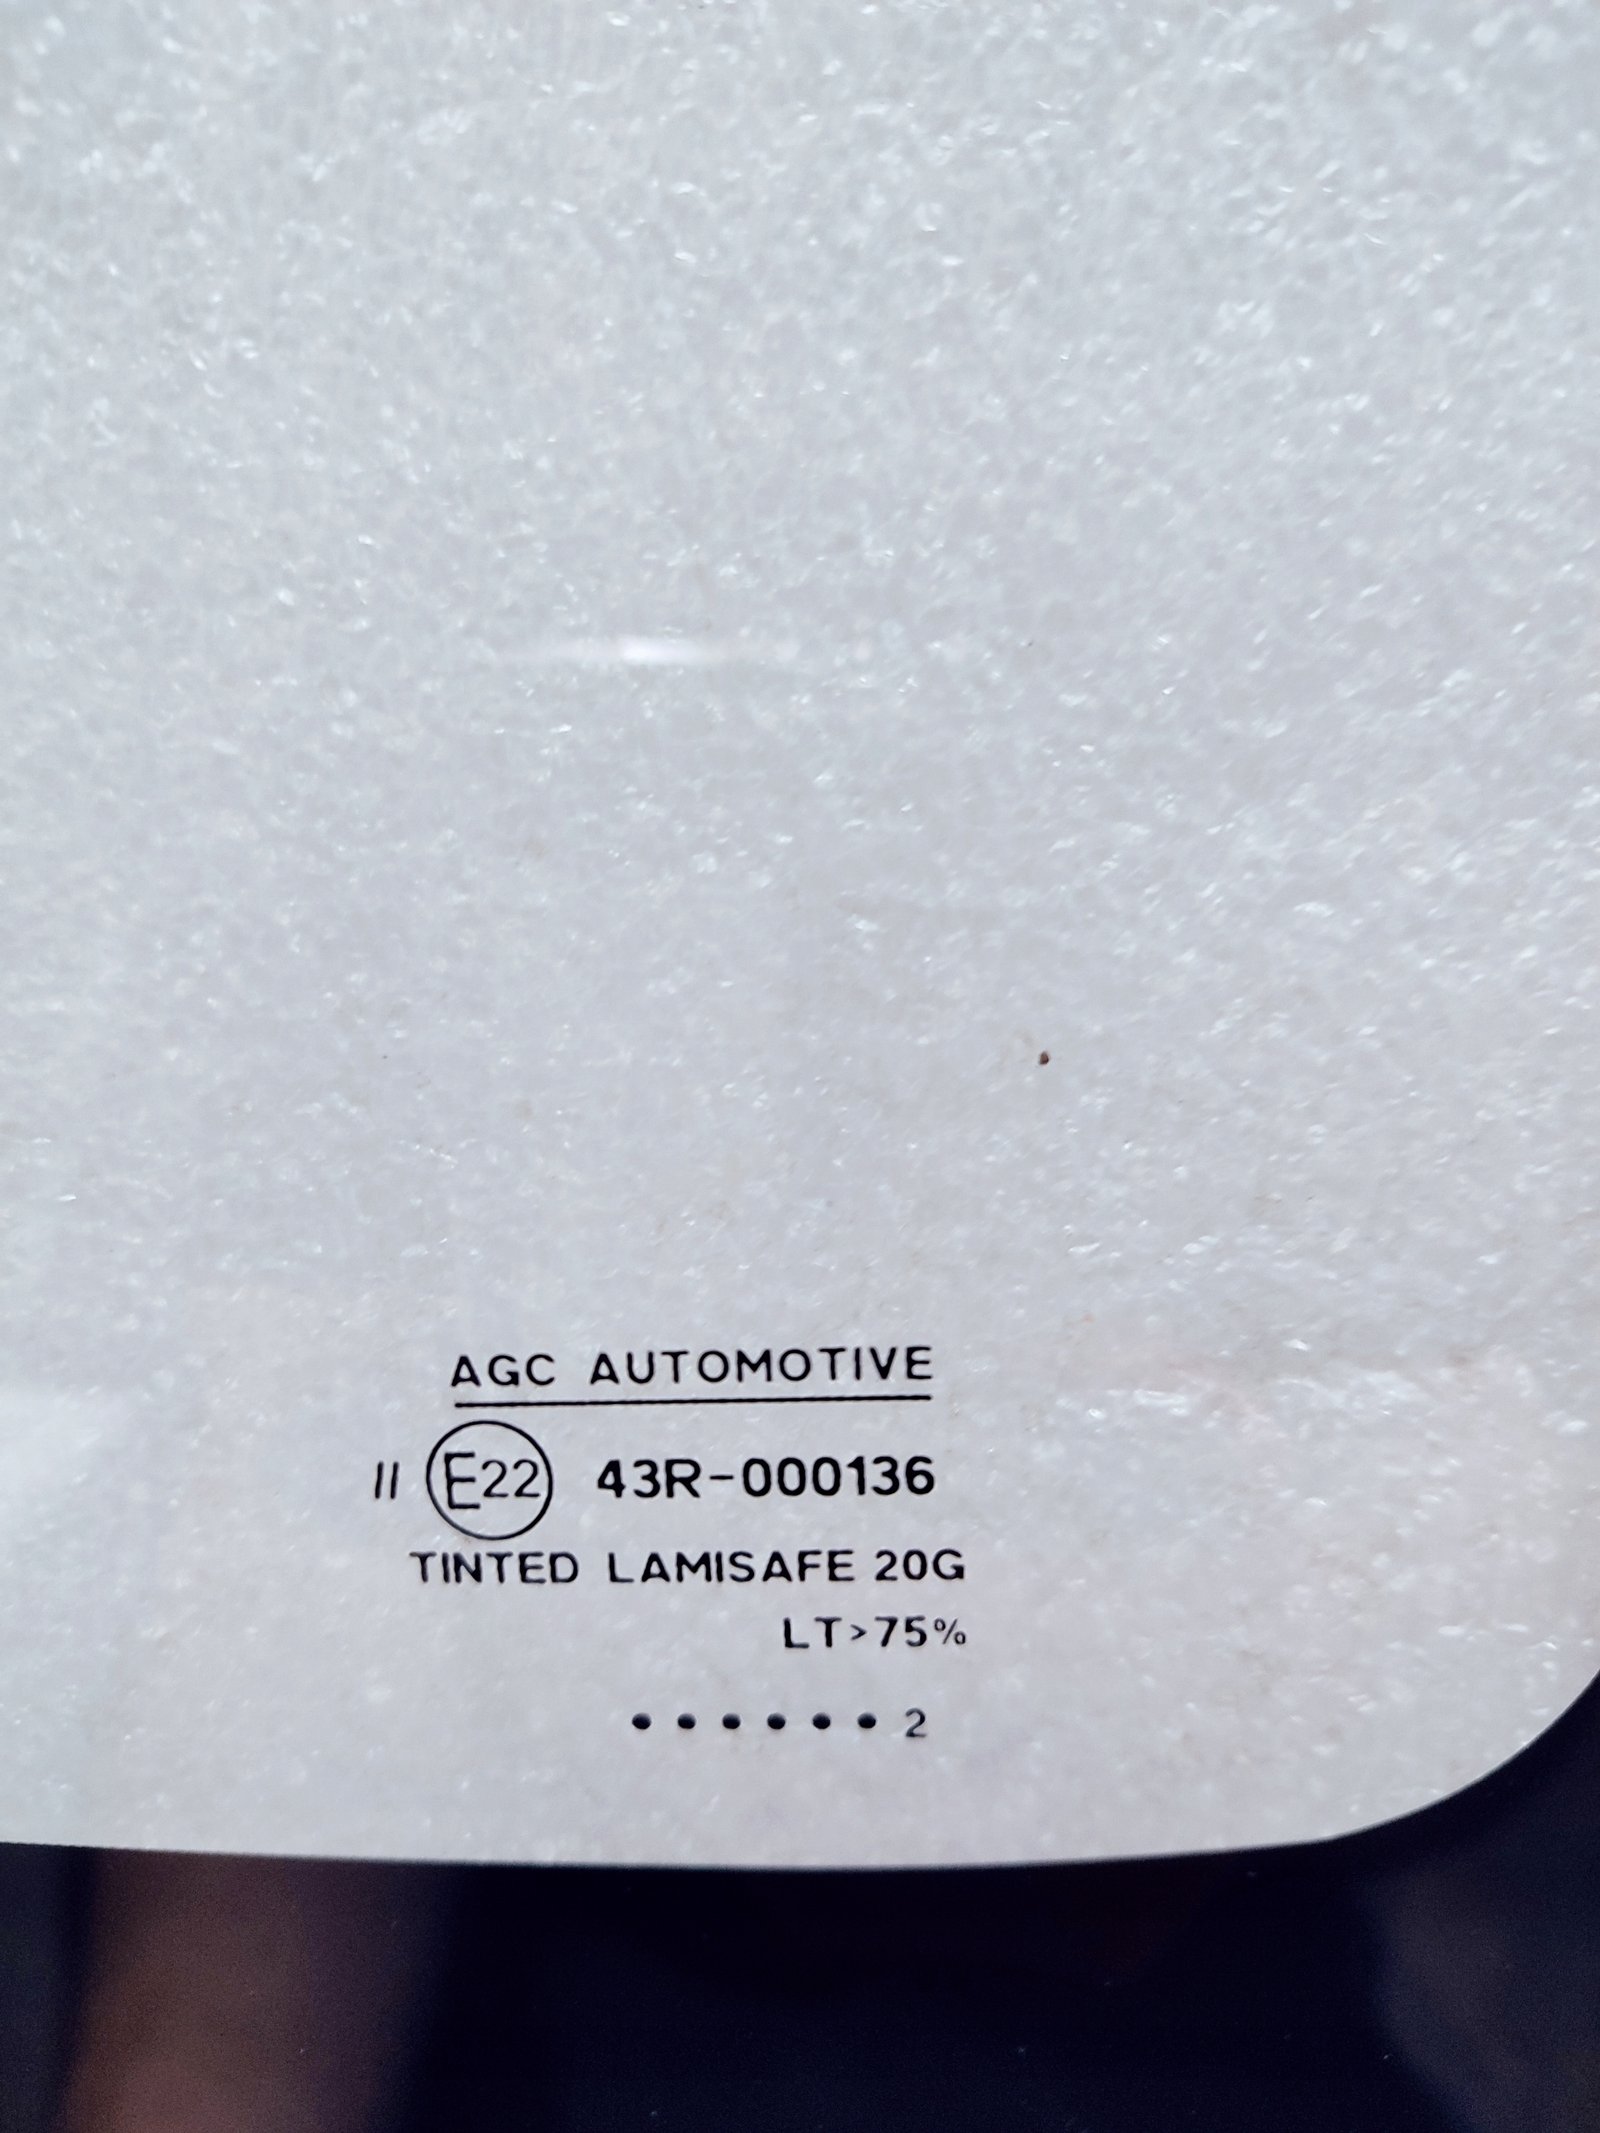 AGC AUTOMOTIVE
II E22 43R-000136
TINTED LAMISAFE 20G
LT>75%
• • • • • • 2